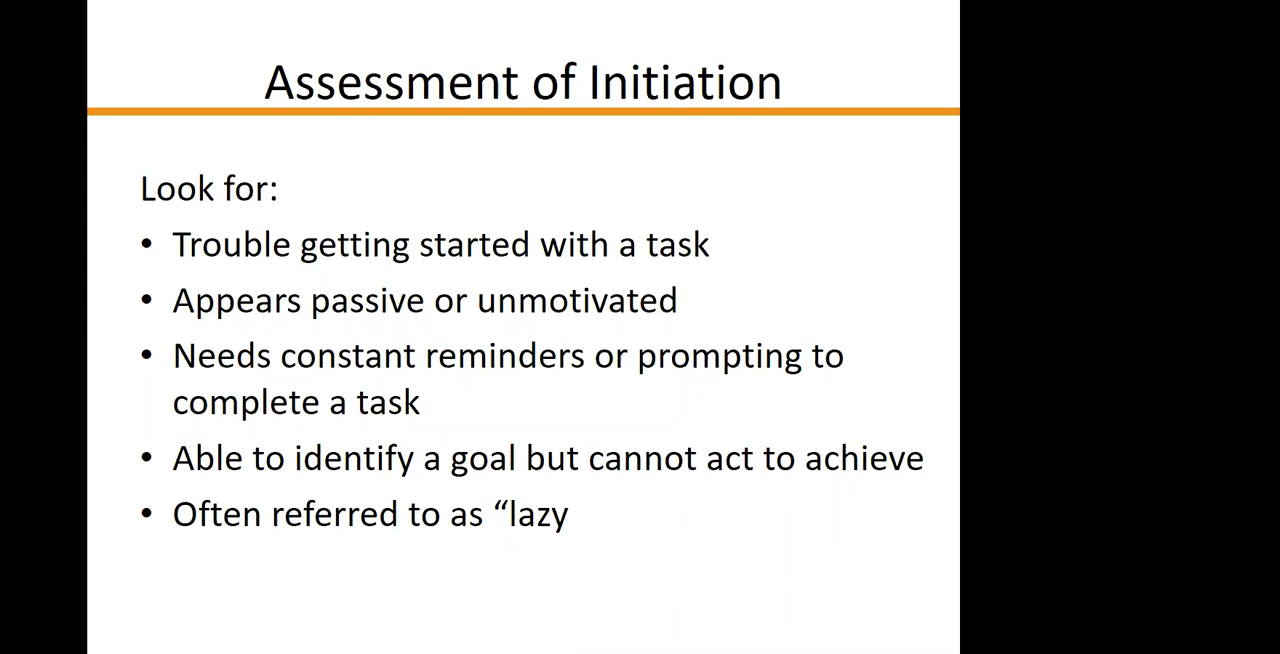 Assessment of Initiation
Look for:
• Trouble getting started with a task
• Appears passive or unmotivated
• Needs constant reminders or prompting to
complete a task
• Able to identify a goal but cannot act to achieve
• Often referred to as “lazy